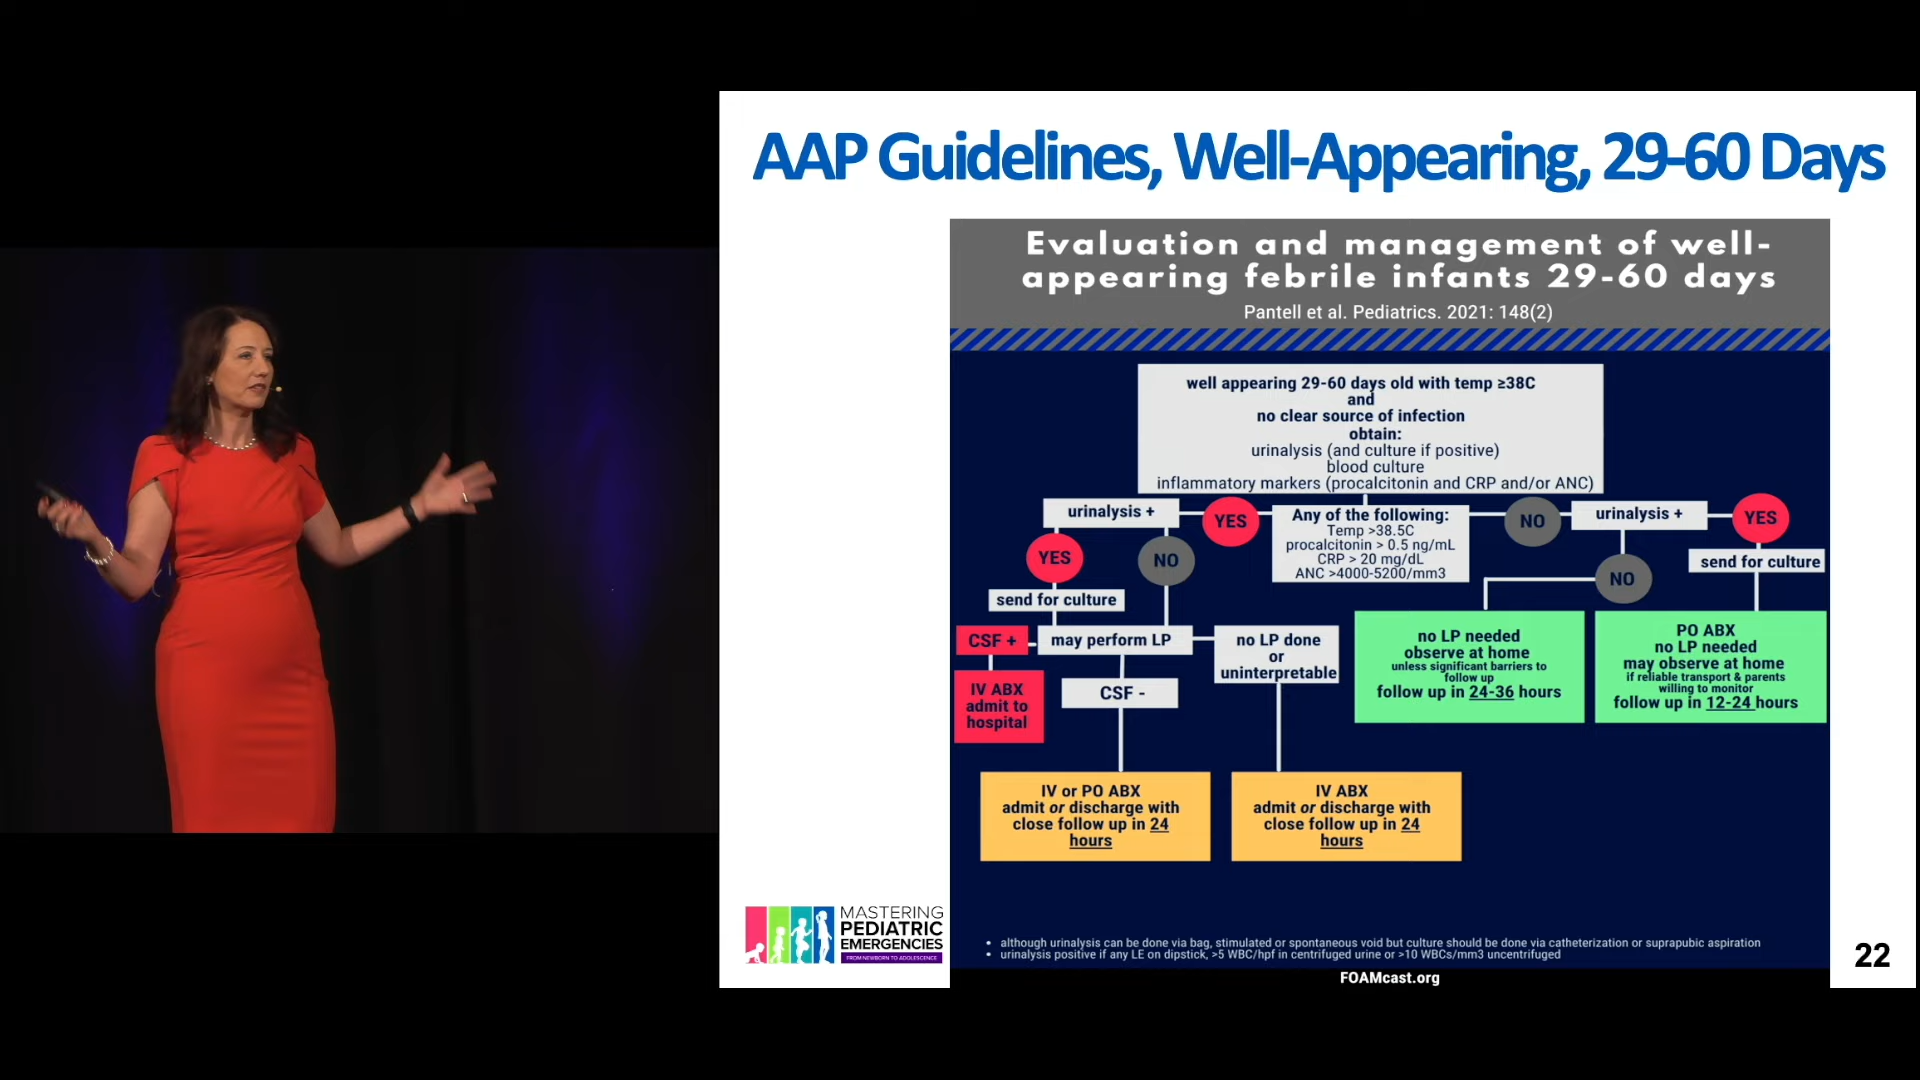 AAP Guidelines, Well-Appearing, 29-60 Days
Evaluation and management of well-
appearing febrile infants 29-60 days
Pantell et al. Pediatrics. 2021: 148(2)
well appearing 29-60 days old with temp ≥38C
and
no clear source of infection
obtain:
urinalysis (and culture if positive)
blood culture
inflammatory markers (procalcitonin and CRP and/or ANC)
urinalysis +
YES
Any of the following:
Temp >38.5C
procalcitonin > 0.5 ng/mL
CRP > 20 mg/dL
ANC >4000-5200/mm3
NO
urinalysis +
YES
YES
NO
send for culture
NO
send for culture
CSF +
may perform LP
no LP done
or
uninterpretable
IV ABX
admit to
hospital
CSF -
no LP needed
observe at home
unless significant barriers to
follow up
follow up in 24-36 hours
PO ABX
no LP needed
may observe at home
if reliable transport & parents
willing to monitor
follow up in 12-24 hours
IV or PO ABX
admit or discharge with
close follow up in 24
hours
IV ABX
admit or discharge with
close follow up in 24
hours
• although urinalysis can be done via bag, stimulated or spontaneous void but culture should be done via catheterization or suprapubic aspiration
• urinalysis positive if any LE on dipstick, >5 WBC/hpf in centrifuged urine or >10 WBCs/mm3 uncentrifuged
FOAMcast.org
MASTERING
PEDIATRIC
EMERGENCIES
FROM NEWBORN TO ADOLESCENCE
22